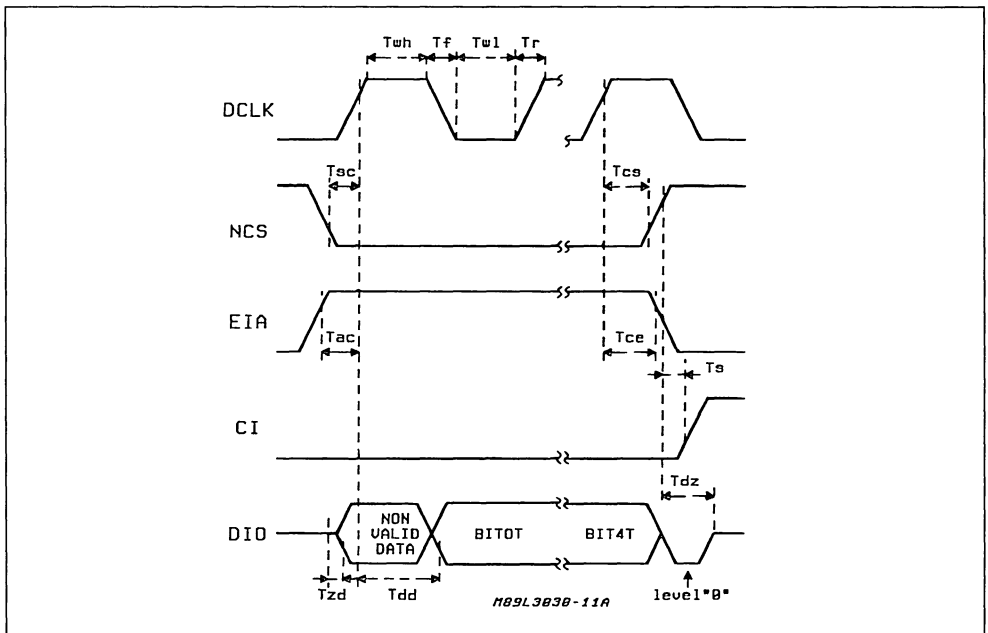 Twh Tf Twl Tr
DCLK
Tsc Tcs
NCS
EIA
Tac Tce
Ts
CI
Tdz
DIO NON VALID DATA BIT0T BIT4T
Tzd Tdd level"0"
M89L3030-11A